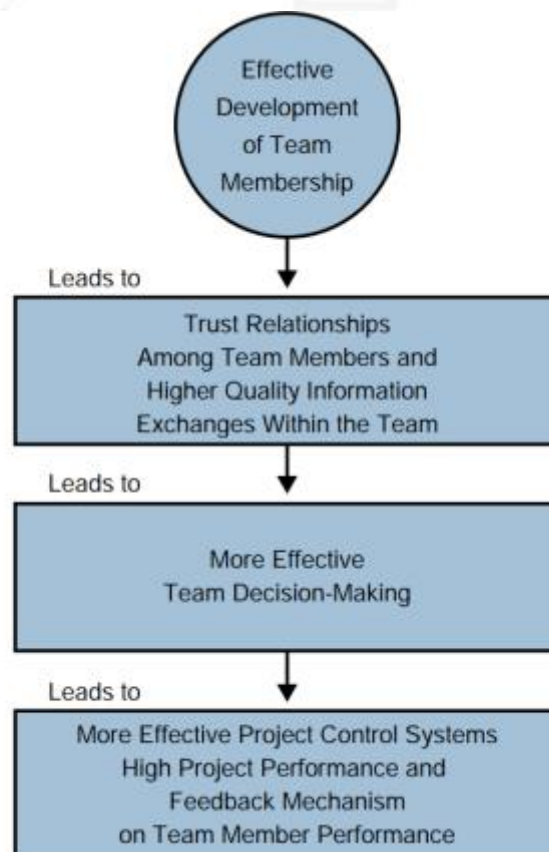 Effective
Development
of Team
Membership
Leads to
Trust Relationships
Among Team Members and
Higher Quality Information
Exchanges Within the Team
Leads to
More Effective
Team Decision-Making
Leads to
More Effective Project Control Systems
High Project Performance and
Feedback Mechanism
on Team Member Performance